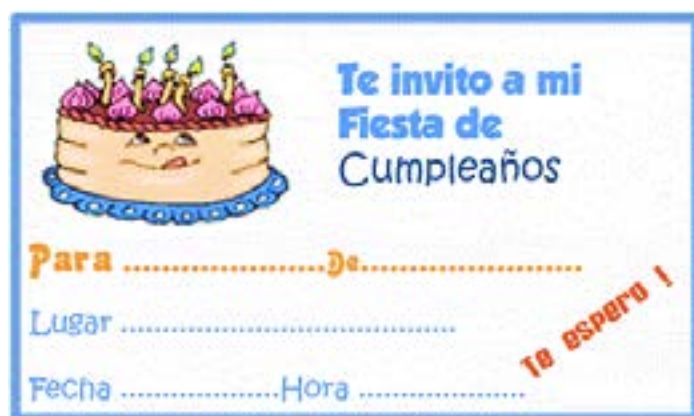 Te invito a mi
Fiesta de
Cumpleaños
Para ....................De......................
Lugar ..................................
Fecha ................Hora .................
Te espero !